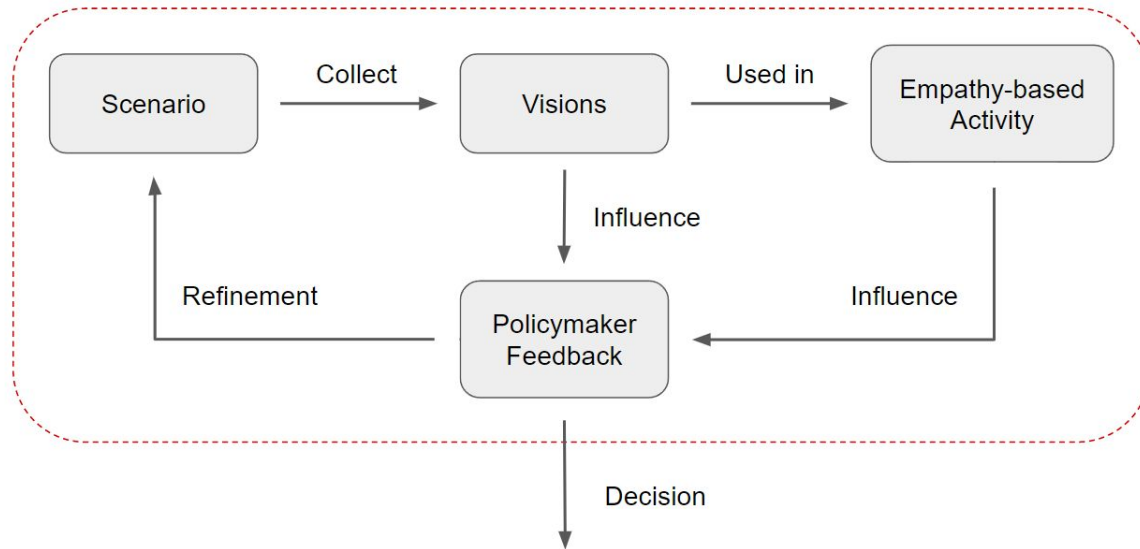 Collect
Used in
Scenario
Visions
Empathy-based
Activity
Influence
Refinement
Influence
Policymaker
Feedback
Decision